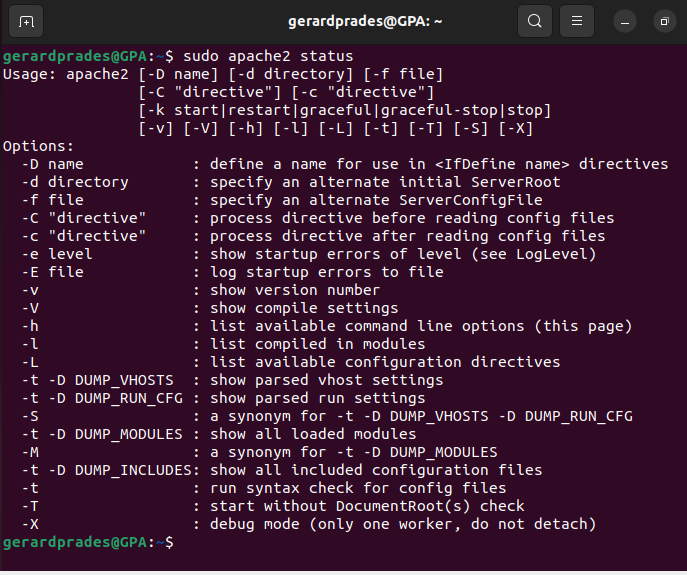 gerardprades@GPA: ~
gerardprades@GPA:~$ sudo apache2 status
Usage: apache2 [-D name] [-d directory] [-f file]
               [-C "directive"] [-c "directive"]
               [-k start|restart|graceful|graceful-stop|stop]
               [-v] [-V] [-h] [-l] [-L] [-t] [-T] [-S] [-X]
Options:
  -D name            : define a name for use in <IfDefine name> directives
  -d directory       : specify an alternate initial ServerRoot
  -f file            : specify an alternate ServerConfigFile
  -C "directive"     : process directive before reading config files
  -c "directive"     : process directive after reading config files
  -e level           : show startup errors of level (see LogLevel)
  -E file            : log startup errors to file
  -v                 : show version number
  -V                 : show compile settings
  -h                 : list available command line options (this page)
  -l                 : list compiled in modules
  -L                 : list available configuration directives
  -t -D DUMP_VHOSTS  : show parsed vhost settings
  -t -D DUMP_RUN_CFG : show parsed run settings
  -S                 : a synonym for -t -D DUMP_VHOSTS -D DUMP_RUN_CFG
  -t -D DUMP_MODULES : show all loaded modules
  -M                 : a synonym for -t -D DUMP_MODULES
  -t -D DUMP_INCLUDES: show all included configuration files
  -t                 : run syntax check for config files
  -T                 : start without DocumentRoot(s) check
  -X                 : debug mode (only one worker, do not detach)
gerardprades@GPA:~$